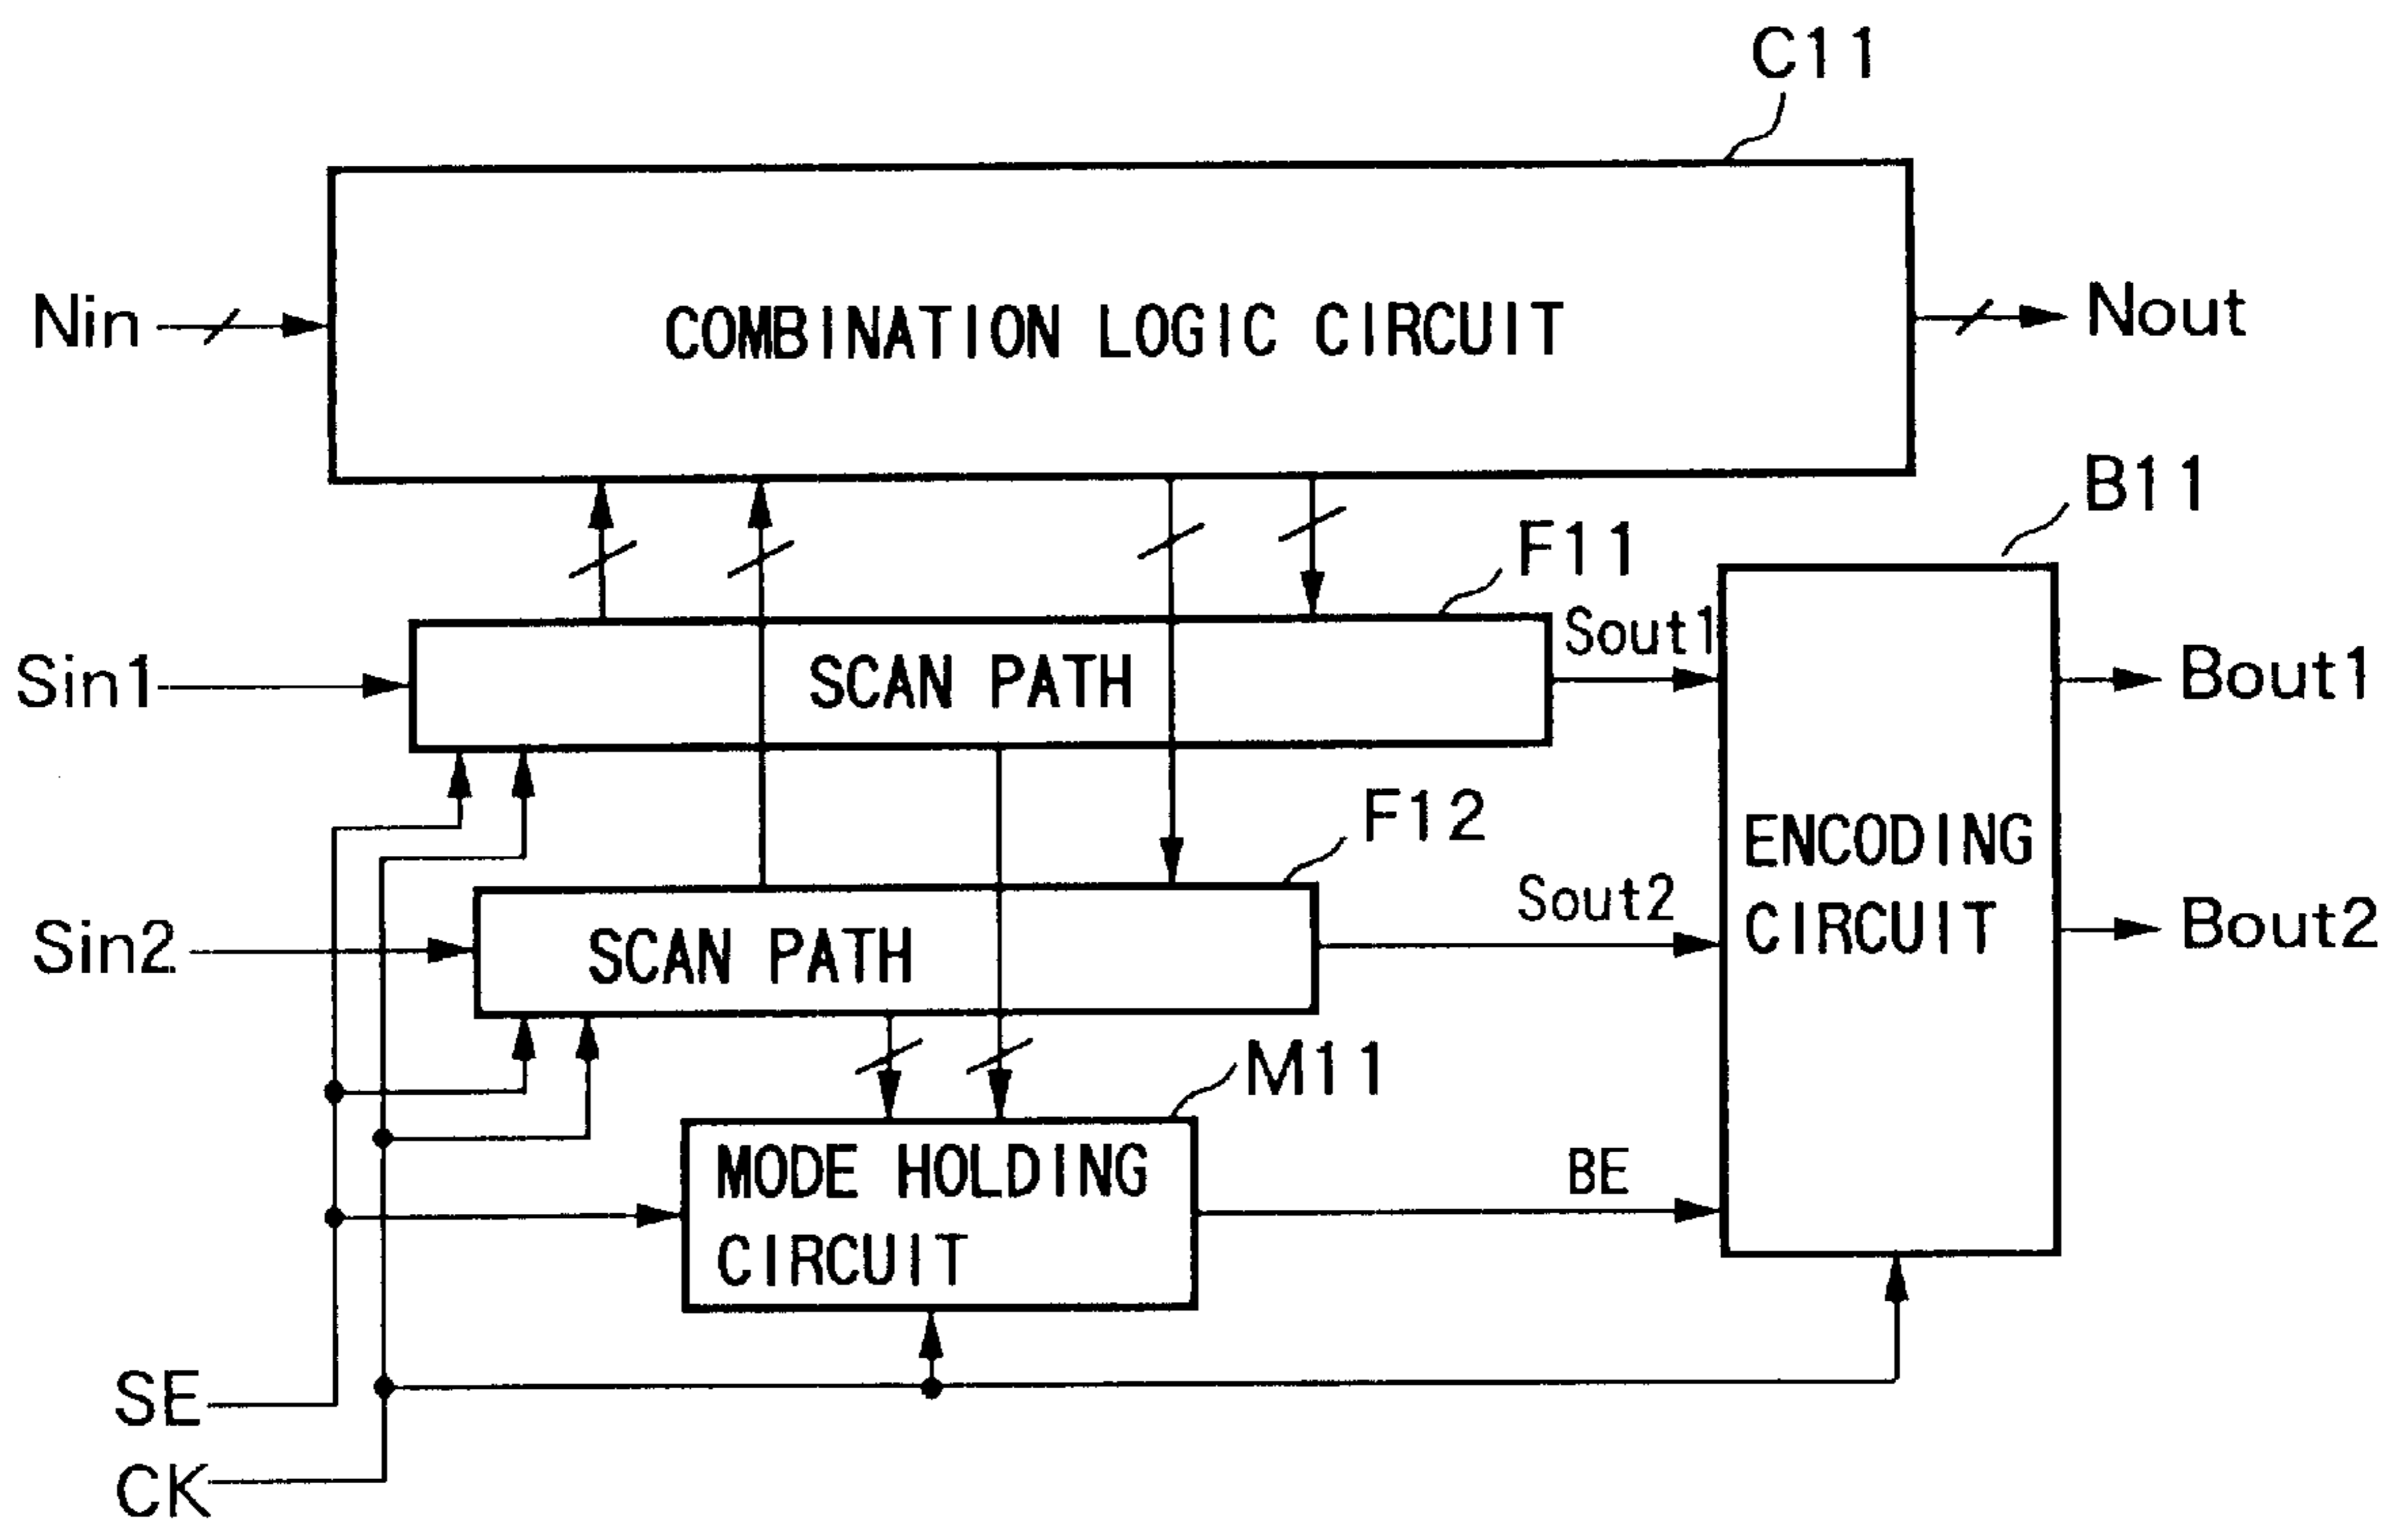 C11
Nin
COMBINATION LOGIC CIRCUIT
Nout
B11
F11
Sout1
Sin1
SCAN PATH
Bout1
F12
ENCODING
CIRCUIT
Sout2
Sin2
SCAN PATH
Bout2
M11
MODE HOLDING
CIRCUIT
BE
SE
CK